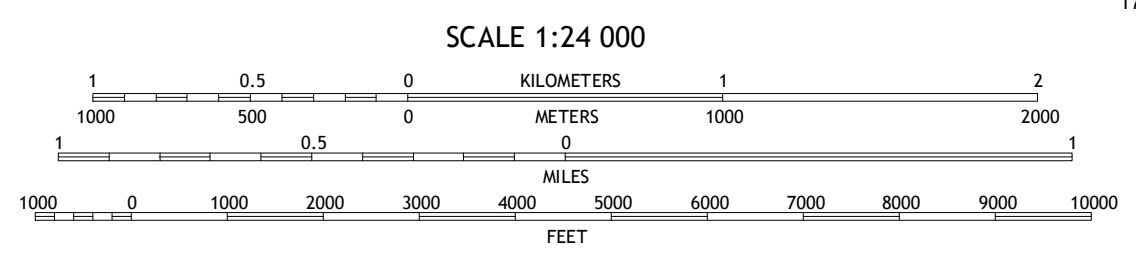 17
SCALE 1:24 000
1 0.5 0 KILOMETERS 1 2
1000 500 0 METERS 1000 2000
1 0.5 0 1
MILES
1000 0 1000 2000 3000 4000 5000 6000 7000 8000 9000 10000
FEET